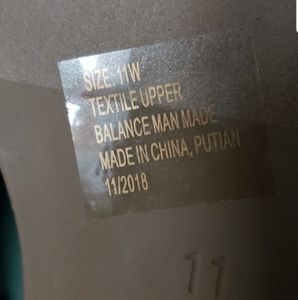 SIZE 11W
TEXTILE UPPER
BALANCE MAN MADE
MADE IN CHINA, PUTIAN
11/2018
11